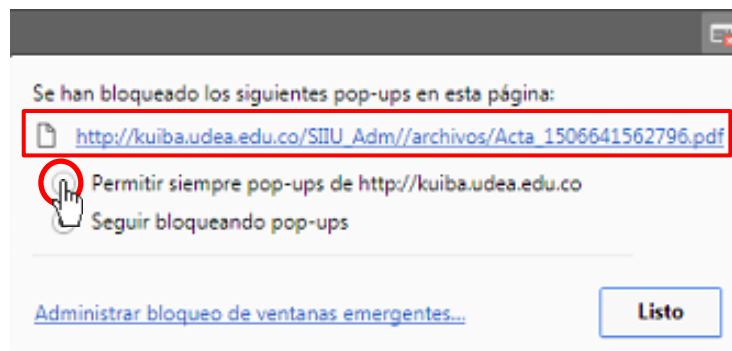 Se han bloqueado los siguientes pop-ups en esta página:
http://kuiba.udea.edu.co/SIIU_Adm//archivos/Acta_1506641562796.pdf
Permitir siempre pop-ups de http://kuiba.udea.edu.co
Seguir bloqueando pop-ups
Administrar bloqueo de ventanas emergentes...
Listo